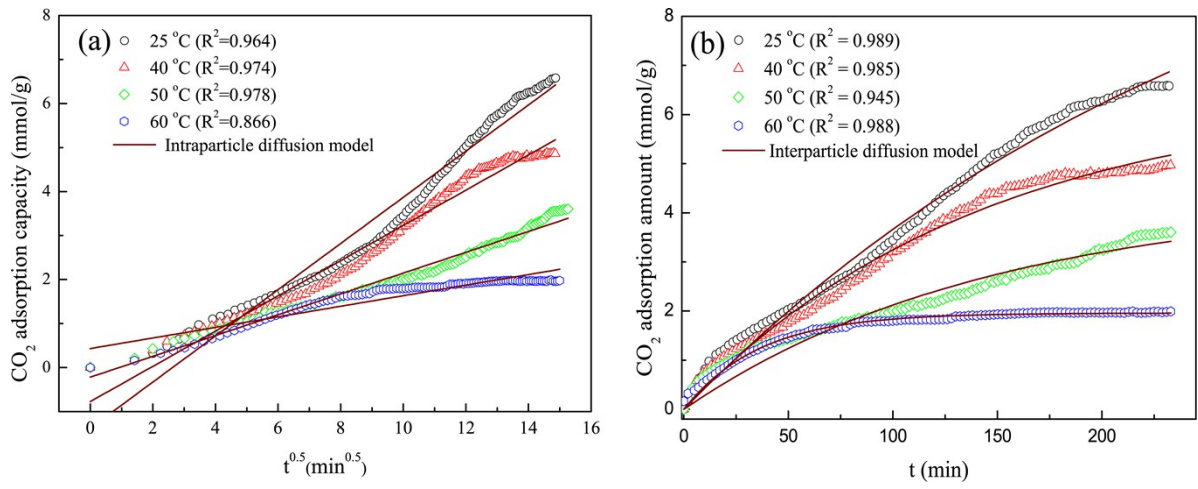 (a)
25 °C (R²=0.964)
40 °C (R²=0.974)
50 °C (R²=0.978)
60 °C (R²=0.866)
Intraparticle diffusion model
CO₂ adsorption capacity (mmol/g)
8
6
4
2
0
0 2 4 6 8 10 12 14 16
t⁰·⁵(min⁰·⁵)
(b)
25 °C (R² = 0.989)
40 °C (R² = 0.985)
50 °C (R² = 0.945)
60 °C (R² = 0.988)
Interparticle diffusion model
CO₂ adsorption amount (mmol/g)
8
6
4
2
0
0 50 100 150 200
t (min)